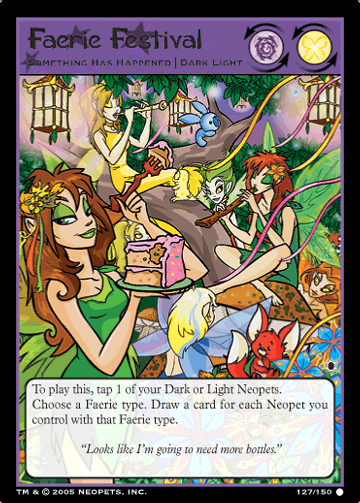 Faerie Festival
Something Has Happened | Dark Light
To play this, tap 1 of your Dark or Light Neopets.
Choose a Faerie type. Draw a card for each Neopet you
control with that Faerie type.
“Looks like I'm going to need more bottles.”
TM & © 2005 NEOPETS, INC.
127/150